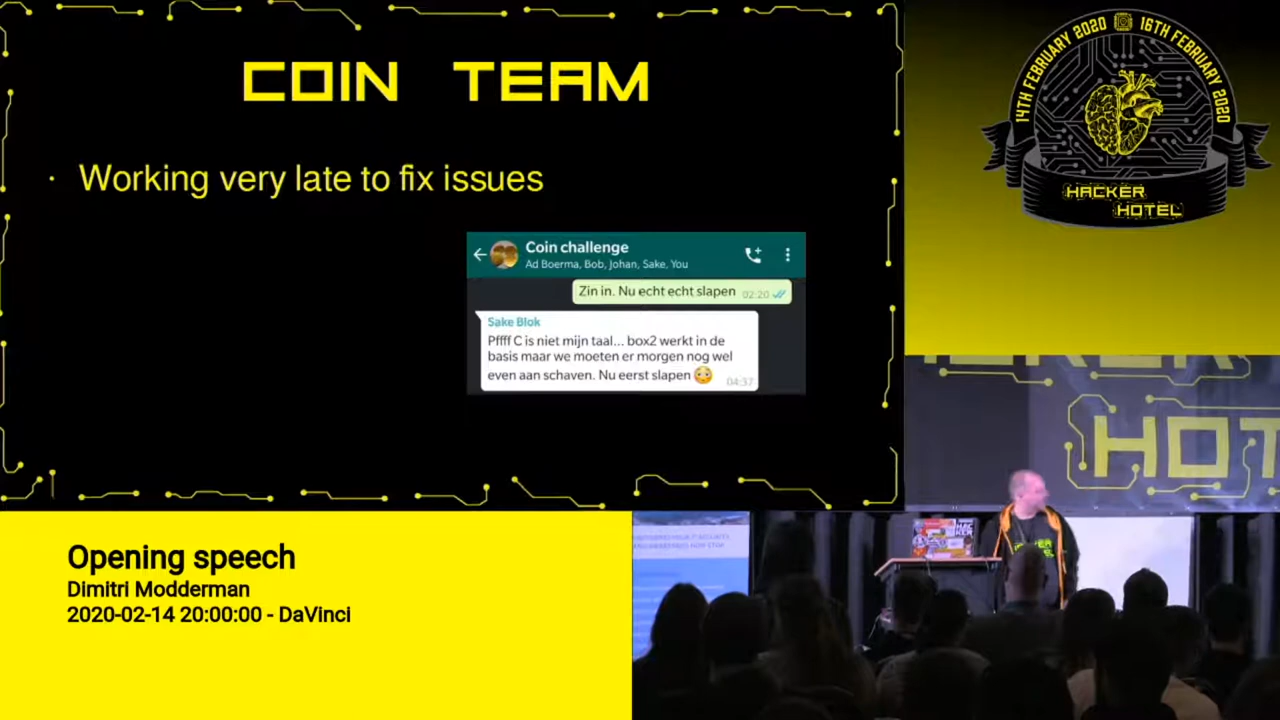 COIN TEAM
· Working very late to fix issues
Coin challenge
Ad Boerma, Bob, Johan, Sake, You
Zin in. Nu echt echt slapen 02:20
Sake Blok
Pffff C is niet mijn taal... box2 werkt in de
basis maar we moeten er morgen nog wel
even aan schaven. Nu eerst slapen 😳
04:37
14TH FEBRUARY 2020 16TH FEBRUARY 2020
HACKER
HOTEL
HOT
Opening speech
Dimitri Modderman
2020-02-14 20:00:00 - DaVinci